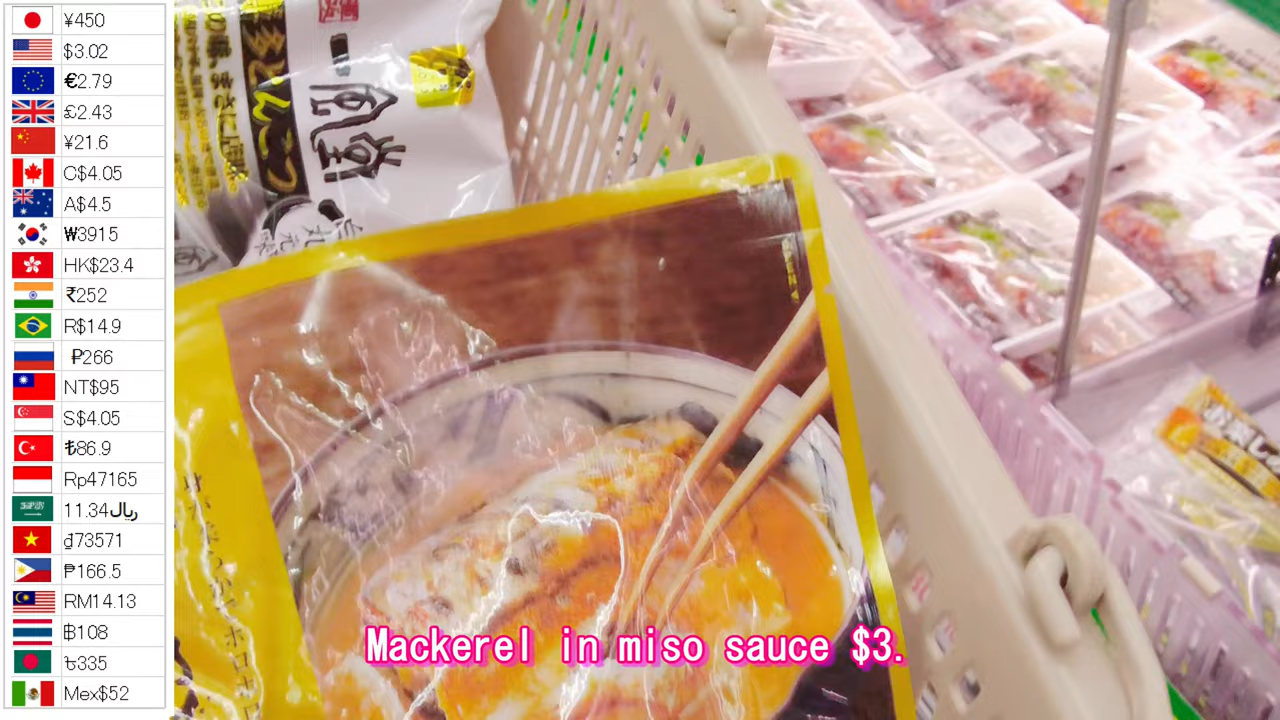 ¥450
$3.02
€2.79
£2.43
¥21.6
C$4.05
A$4.5
₩3915
HK$23.4
₹222
R$14.9
₽266
NT$95
S$4.05
₺86.9
Rp47165
11.34ريال
₫73571
₱166.5
RM14.13
฿108
৳335
Mex$52
Mackerel in miso sauce $3.